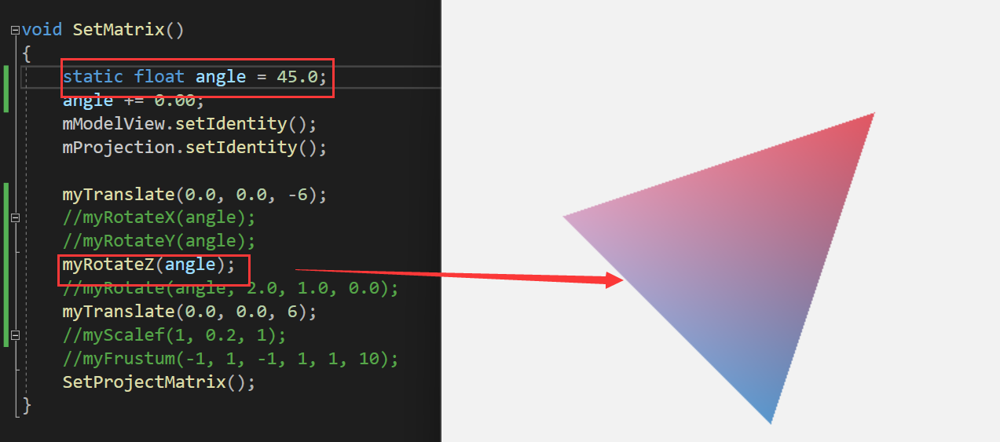 void SetMatrix()
{
static float angle = 45.0;
angle += 0.00;
mModelView.setIdentity();
mProjection.setIdentity();
myTranslate(0.0, 0.0, -6);
//myRotateX(angle);
//myRotateY(angle);
myRotateZ(angle);
//myRotate(angle, 2.0, 1.0, 0.0);
myTranslate(0.0, 0.0, 6);
//myScalef(1, 0.2, 1);
//myFrustum(-1, 1, -1, 1, 1, 10);
SetProjectMatrix();
}